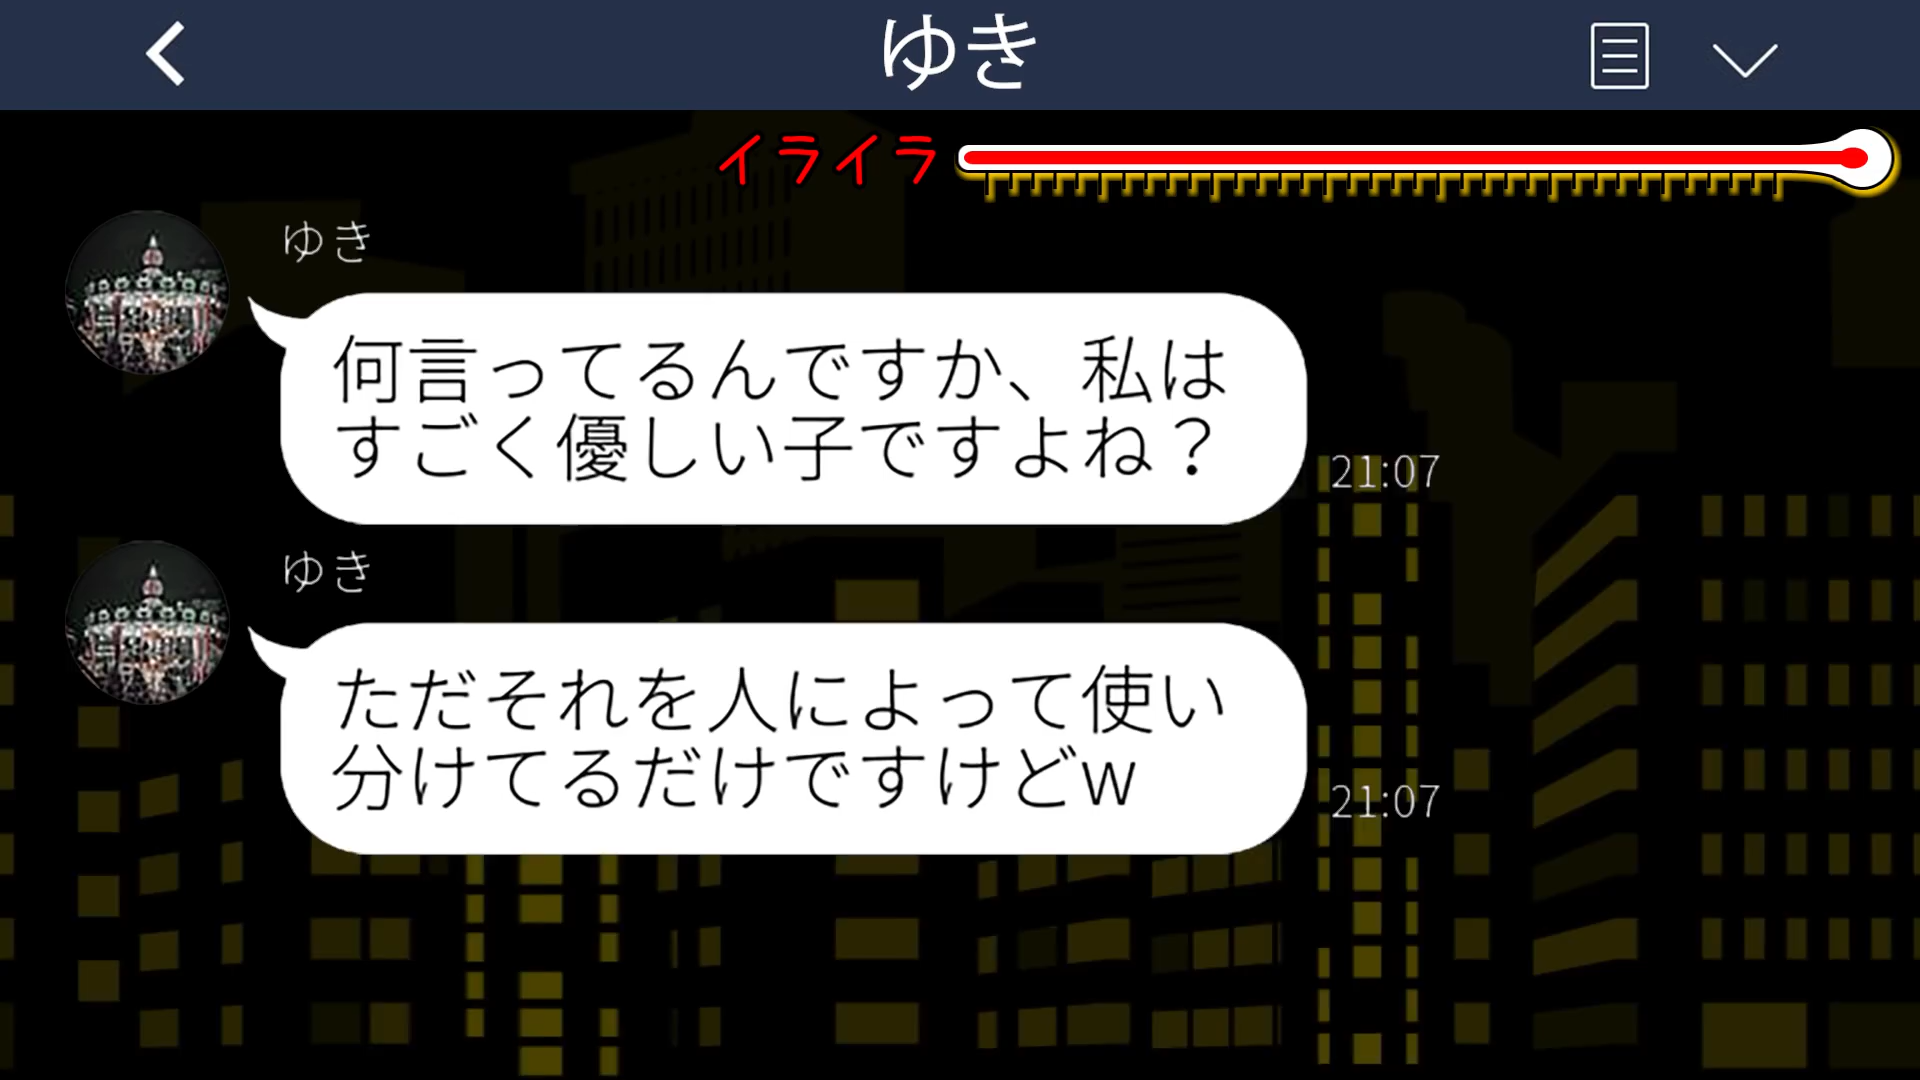 ゆき
イライラ
ゆき
何言ってるんですか、私は
すごく優しい子ですよね？
21:07
ゆき
ただそれを人によって使い
分けてるだけですけどw
21:07